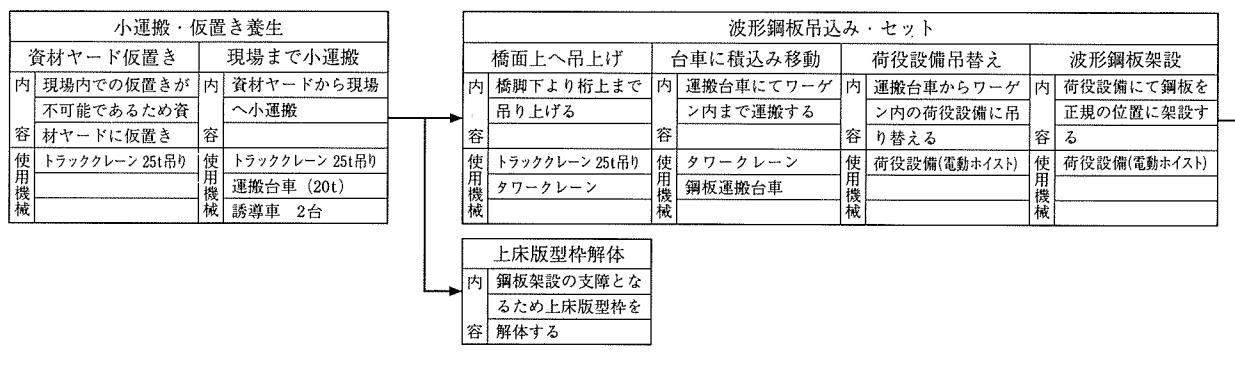 小運搬・仮置き養生
資材ヤード仮置き
内容
現場内での仮置きが
不可能であるため資
材ヤードに仮置き
使用機械
トラッククレーン 25t吊り
現場まで小運搬
内容
資材ヤードから現場
へ小運搬
使用機械
トラッククレーン 25t吊り
運搬台車（20t）
誘導車　2台
波形鋼板吊込み・セット
橋面上へ吊上げ
内容
橋脚下より桁上まで
吊り上げる
使用機械
トラッククレーン 25t吊り
タワークレーン
台車に積込み移動
内容
運搬台車にてワーゲ
ン内まで運搬する
使用機械
タワークレーン
鋼板運搬台車
荷役設備吊替え
内容
運搬台車からワーゲ
ン内の荷役設備に吊
り替える
使用機械
荷役設備(電動ホイスト)
波形鋼板架設
内容
荷役設備にて鋼板を
正規の位置に架設す
る
使用機械
荷役設備(電動ホイスト)
上床版型枠解体
内容
鋼板架設の支障とな
るため上床版型枠を
解体する